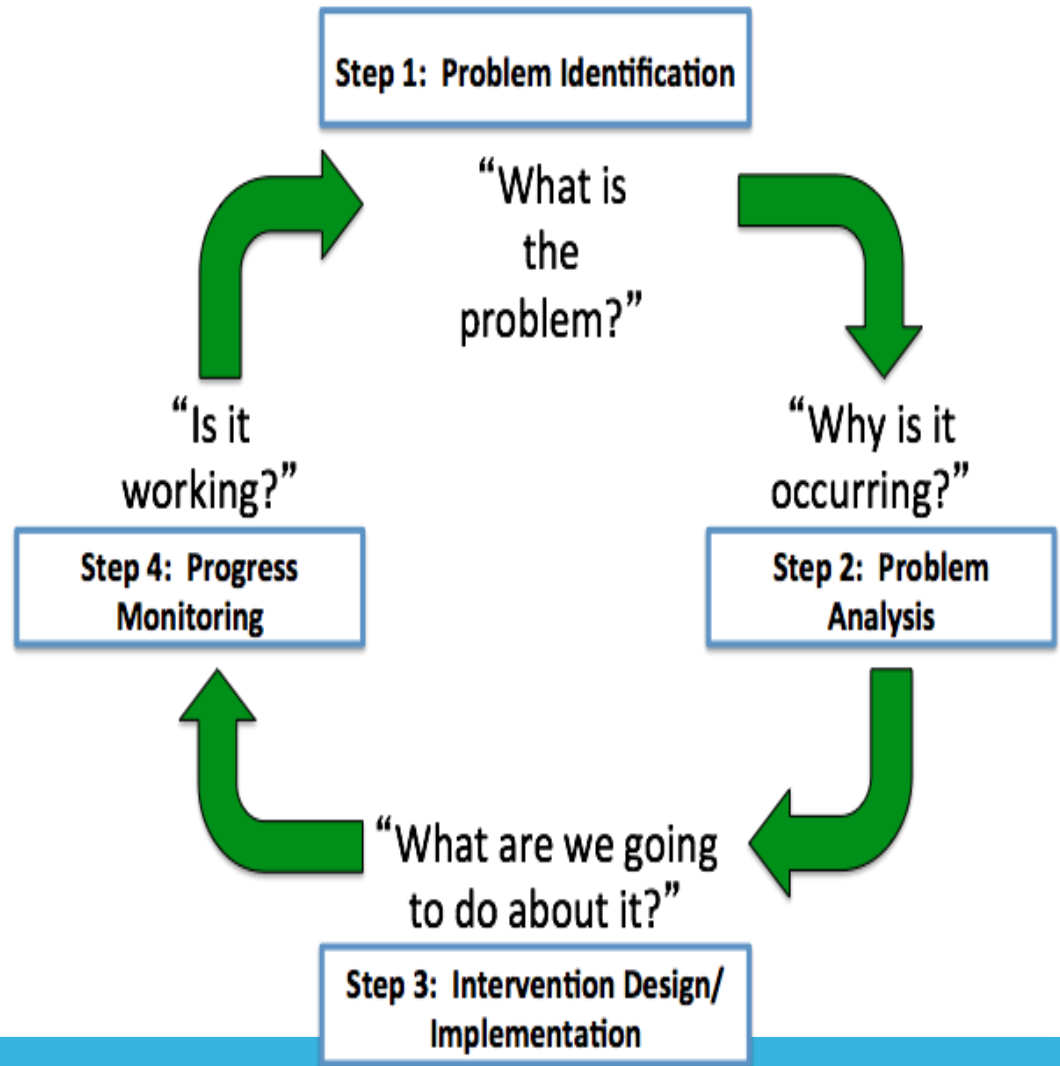 Step 1:  Problem Identification
“What is
the
problem?”
“Why is it
occurring?”
Step 2:  Problem
Analysis
“What are we going
to do about it?”
Step 3:  Intervention Design/
Implementation
“Is it
working?”
Step 4:  Progress
Monitoring